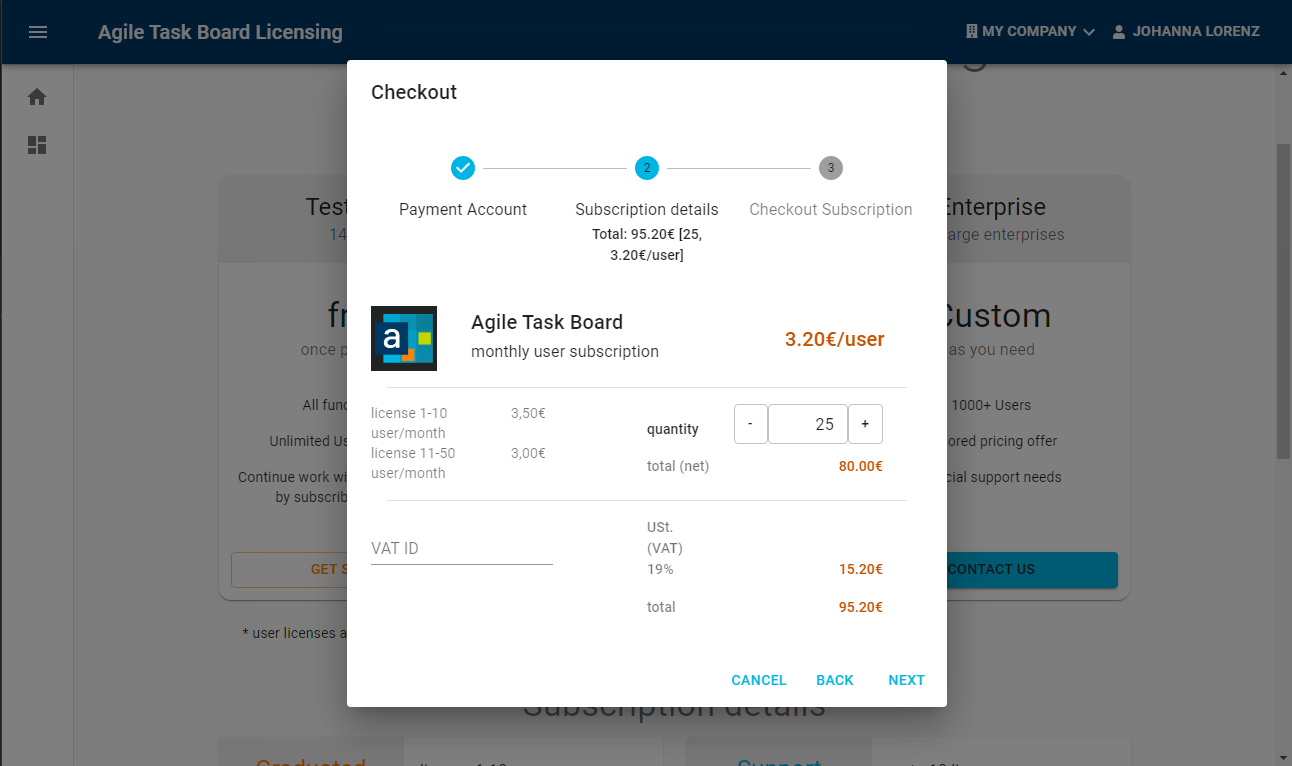 Agile Task Board Licensing
MY COMPANY
JOHANNA LORENZ
Checkout
2
3
Payment Account
Subscription details
Checkout Subscription
Total: 95.20€ [25,
3.20€/user]
Test
14
Enterprise
arge enterprises
a
Agile Task Board
monthly user subscription
3.20€/user
fr
once p
Custom
as you need
license 1-10
user/month
3,50€
license 11-50
user/month
3,00€
quantity
-
25
+
total (net)
80.00€
All func
Unlimited Us
Continue work wi
by subscrib
1000+ Users
ored pricing offer
cial support needs
VAT ID
USt.
(VAT)
19%
15.20€
total
95.20€
GET S
CONTACT US
* user licenses a
CANCEL
BACK
NEXT
Subscription details
Graduated
Support